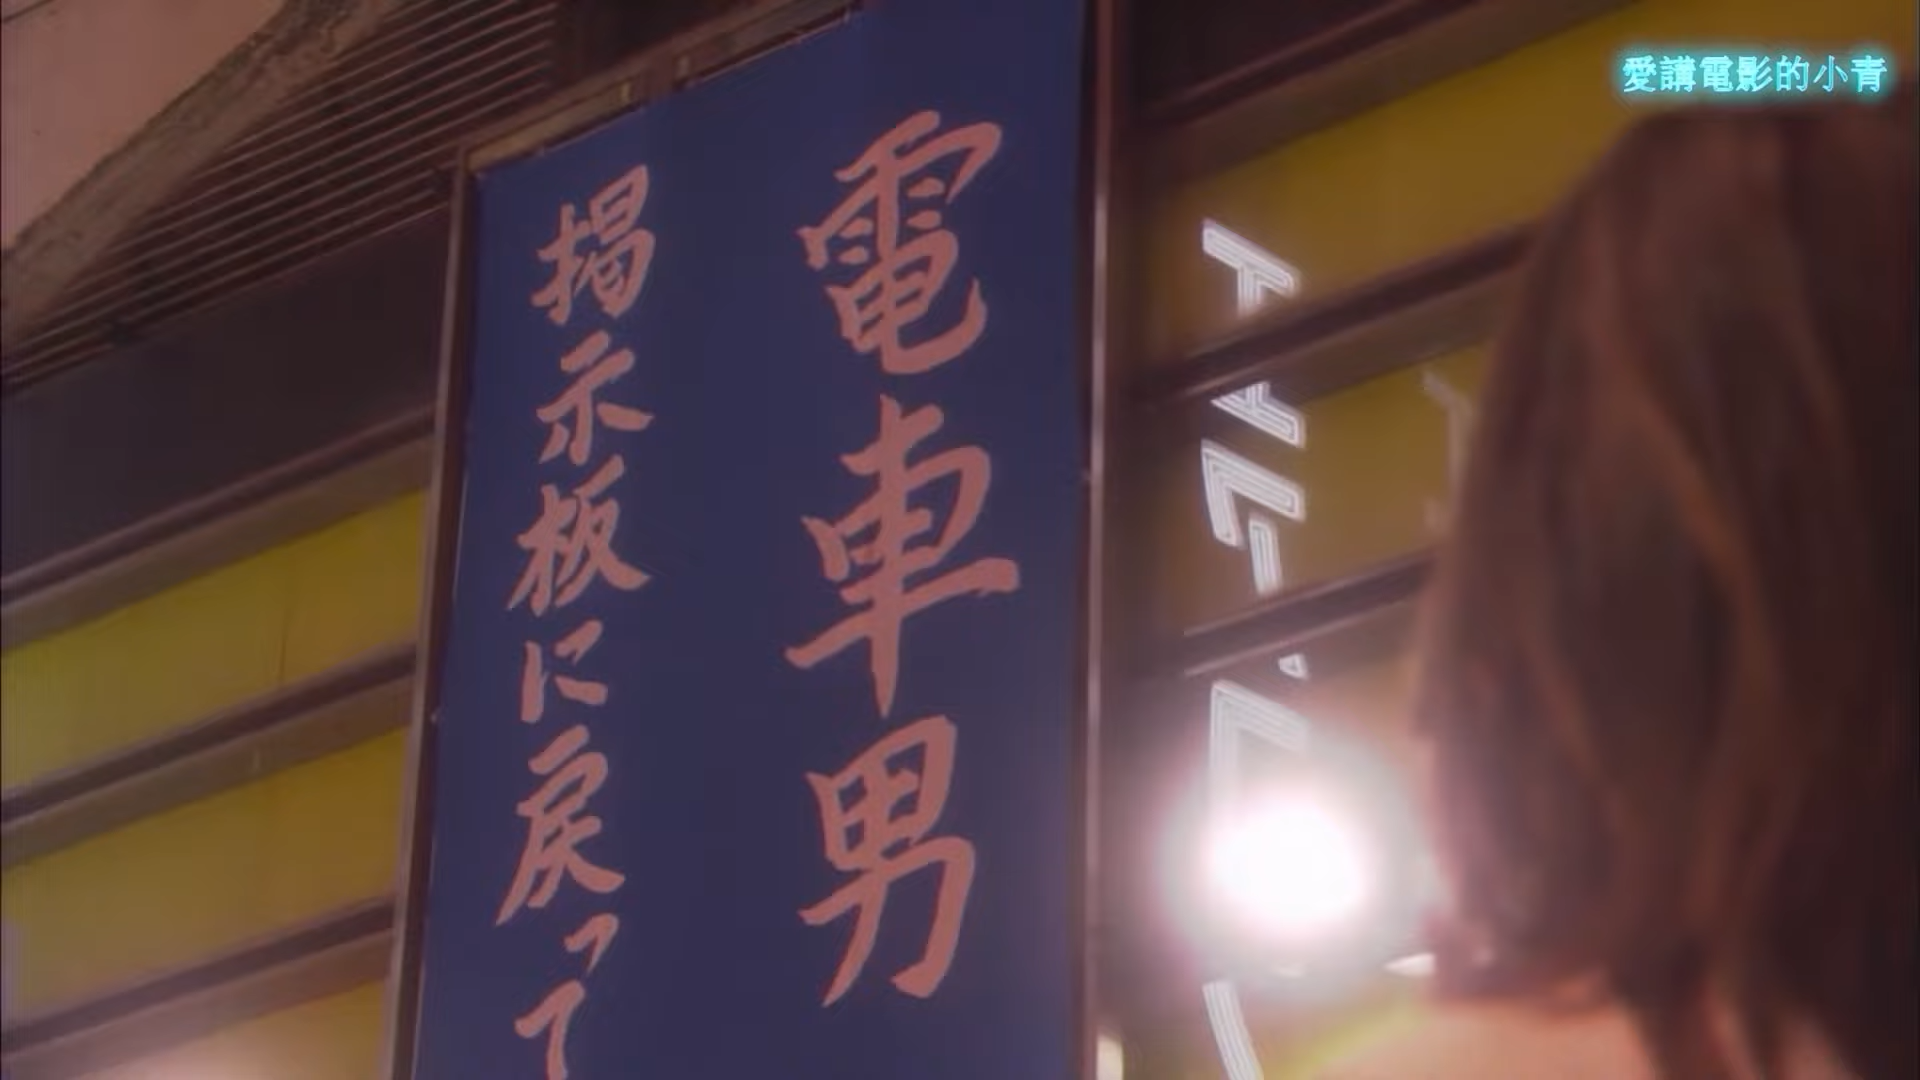 愛講電影的小青
電車男
掲示板に戻って